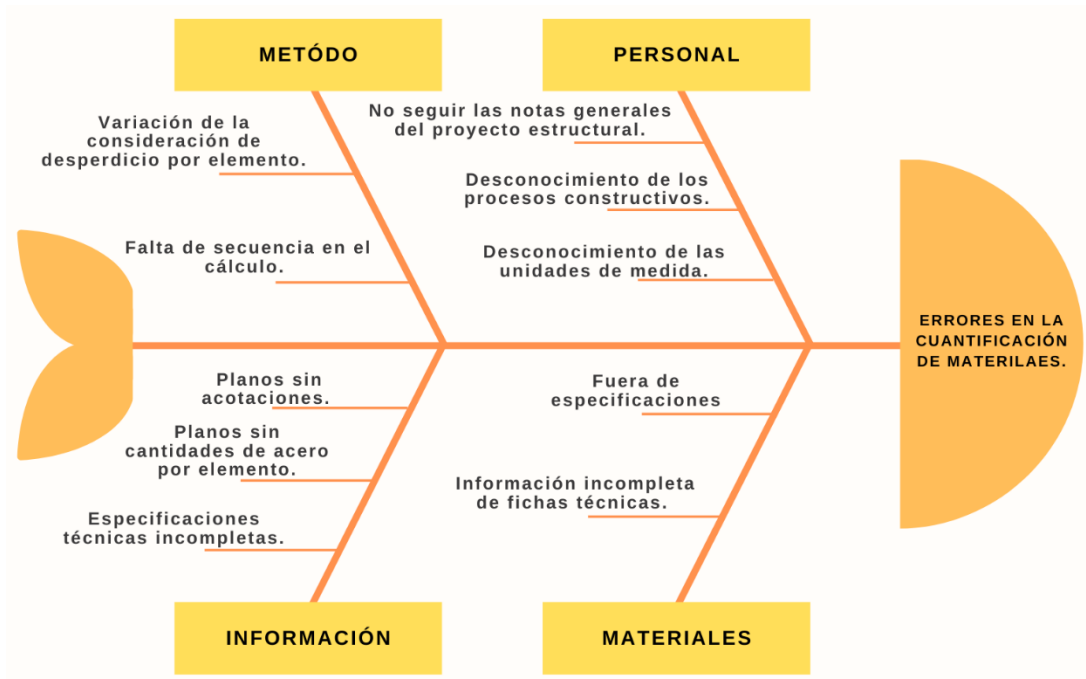 METÓDO
Variación de la
consideración de
desperdicio por elemento.
Falta de secuencia en el
cálculo.
PERSONAL
No seguir las notas generales
del proyecto estructural.
Desconocimiento de los
procesos constructivos.
Desconocimiento de las
unidades de medida.
ERRORES EN LA
CUANTIFICACIÓN
DE MATERILAES.
Planos sin
acotaciones.
Planos sin
cantidades de acero
por elemento.
Especificaciones
técnicas incompletas.
INFORMACIÓN
Fuera de
especificaciones
Información incompleta
de fichas técnicas.
MATERIALES